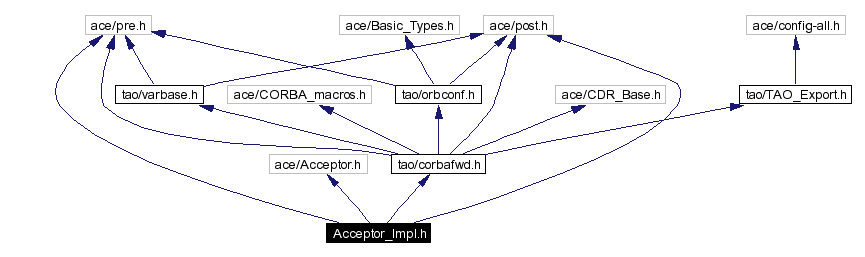 ace/pre.h
ace/Basic_Types.h
ace/post.h
ace/config-all.h
tao/varbase.h
ace/CORBA_macros.h
tao/orbconf.h
ace/CDR_Base.h
tao/TAO_Export.h
ace/Acceptor.h
tao/corbafwd.h
Acceptor_Impl.h